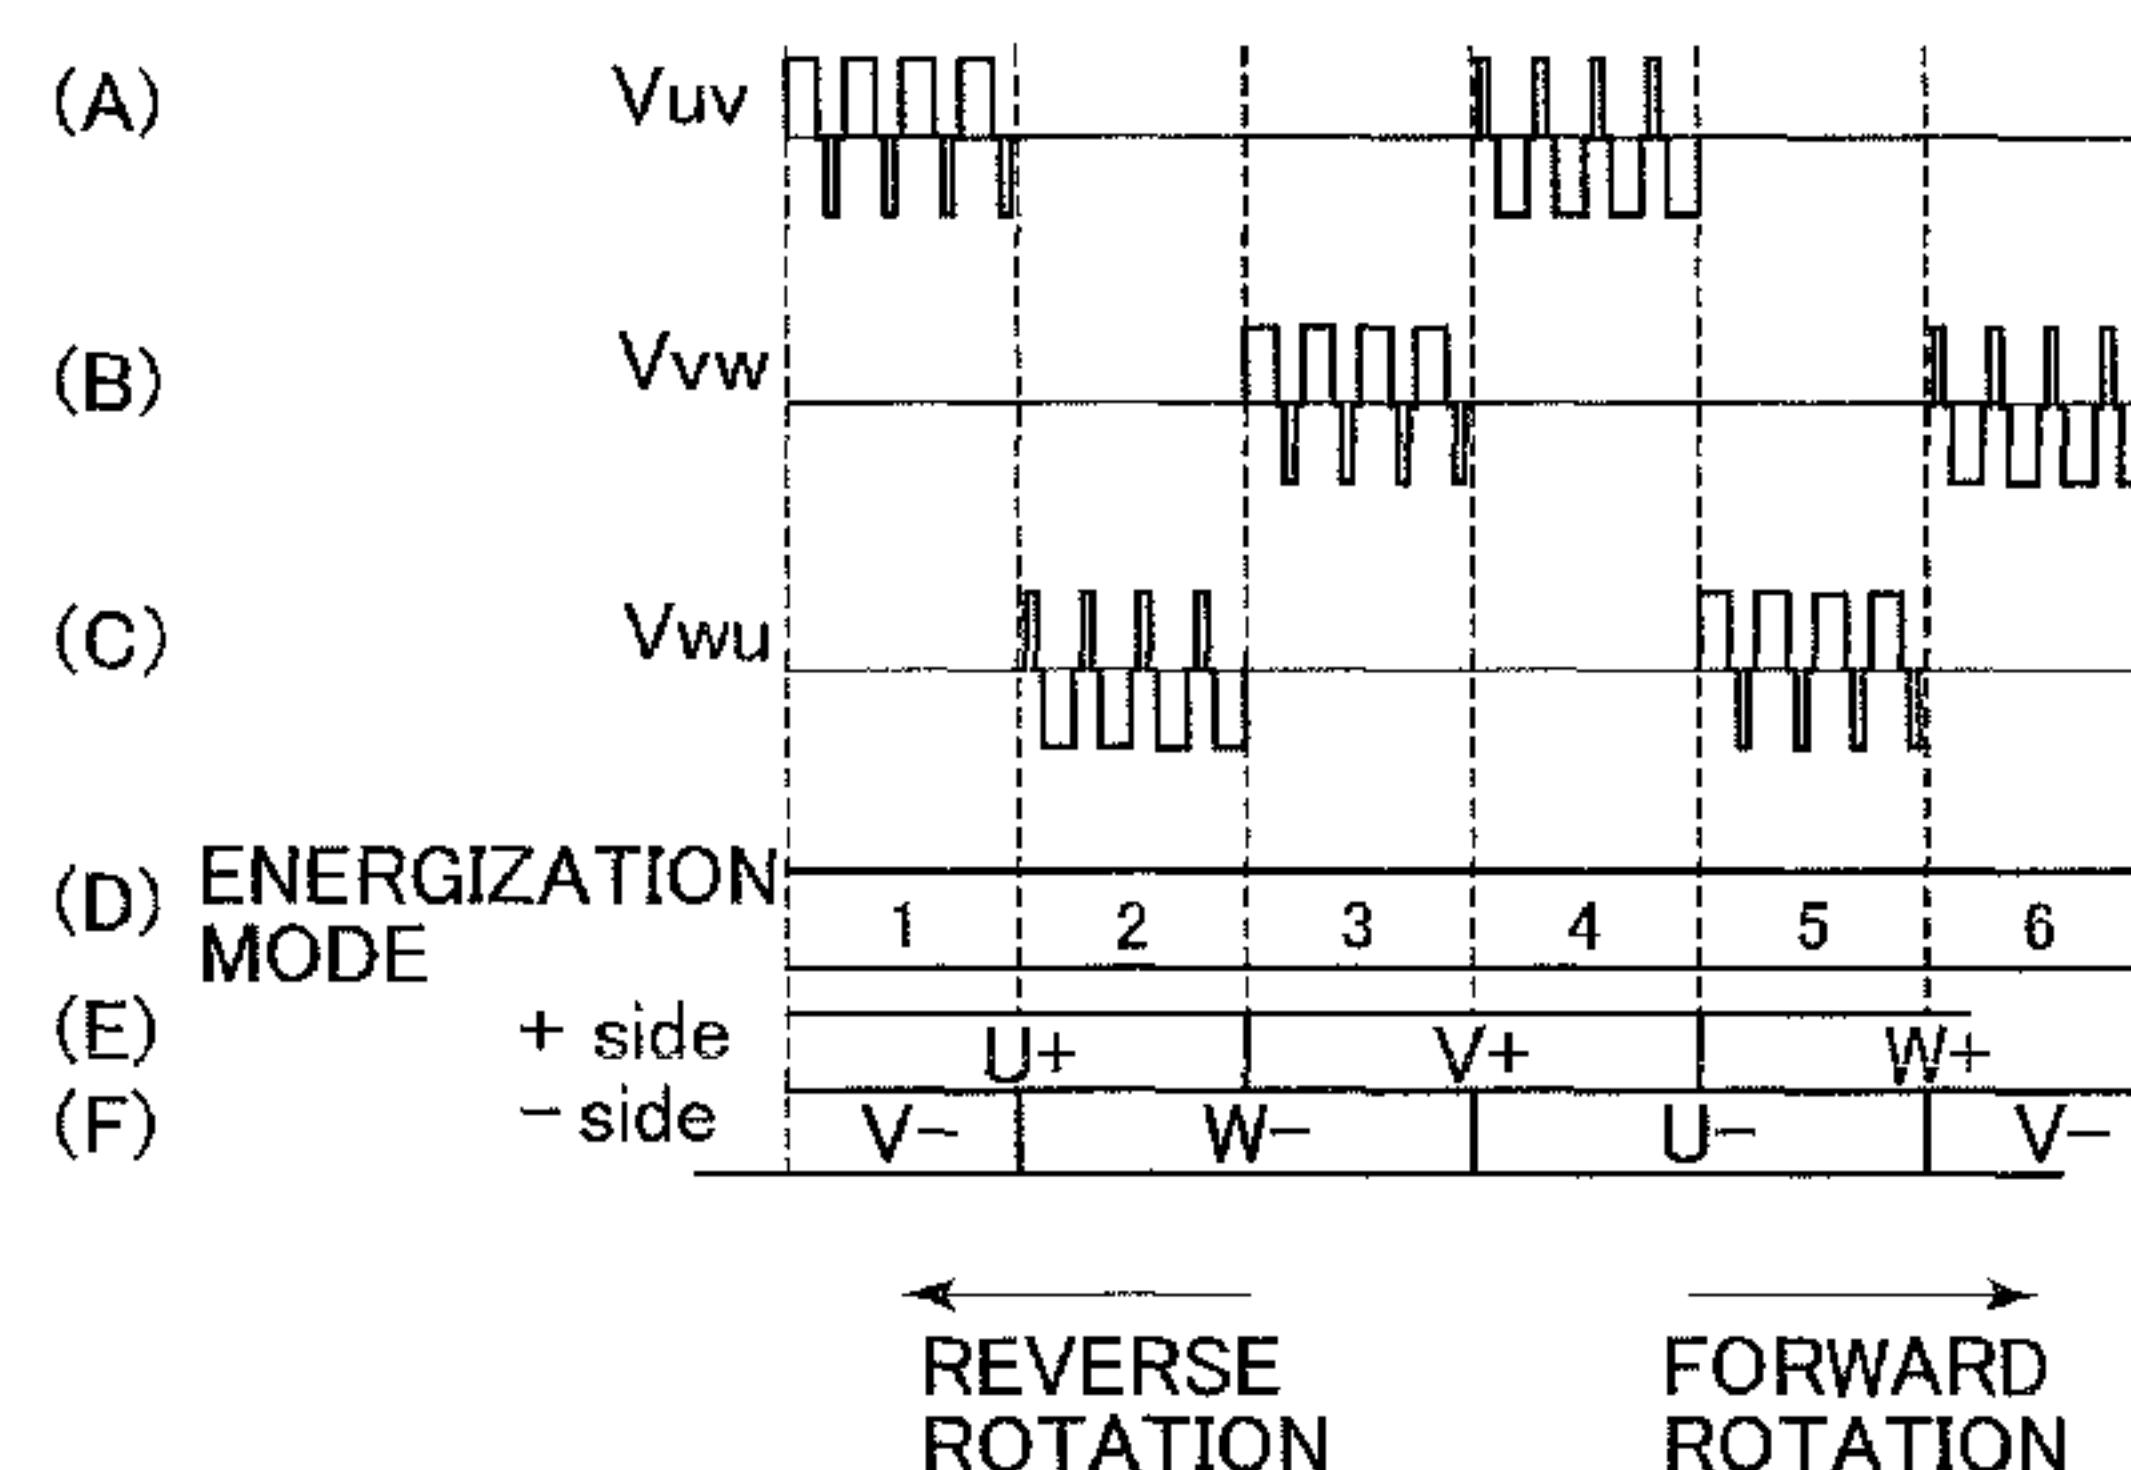 (A) Vuv
(B) Vvw
(C) Vwu
(D) ENERGIZATION MODE 1 2 3 4 5 6
(E) + side U+ V+ W+
(F) - side V- W- U- V-
REVERSE ROTATION
FORWARD ROTATION